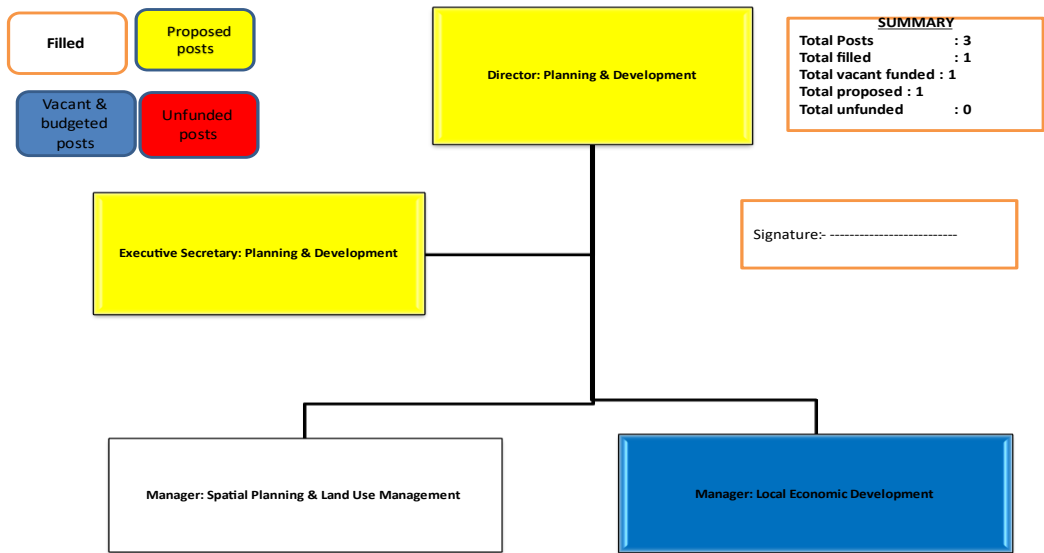 Filled
Proposed
posts
Vacant &
budgeted
posts
Unfunded
posts
Director: Planning & Development
SUMMARY
Total Posts : 3
Total filled : 1
Total vacant funded : 1
Total proposed : 1
Total unfunded : 0
Executive Secretary: Planning & Development
Signature:- --------------------------
Manager: Spatial Planning & Land Use Management
Manager: Local Economic Development